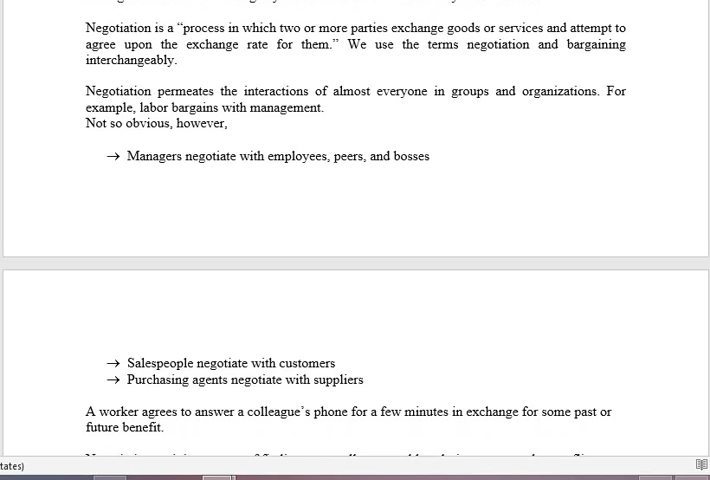 Negotiation is a “process in which two or more parties exchange goods or services and attempt to
agree upon the exchange rate for them.” We use the terms negotiation and bargaining
interchangeably.
Negotiation permeates the interactions of almost everyone in groups and organizations. For
example, labor bargains with management.
Not so obvious, however,
→ Managers negotiate with employees, peers, and bosses
→ Salespeople negotiate with customers
→ Purchasing agents negotiate with suppliers
A worker agrees to answer a colleague’s phone for a few minutes in exchange for some past or
future benefit.
tates)